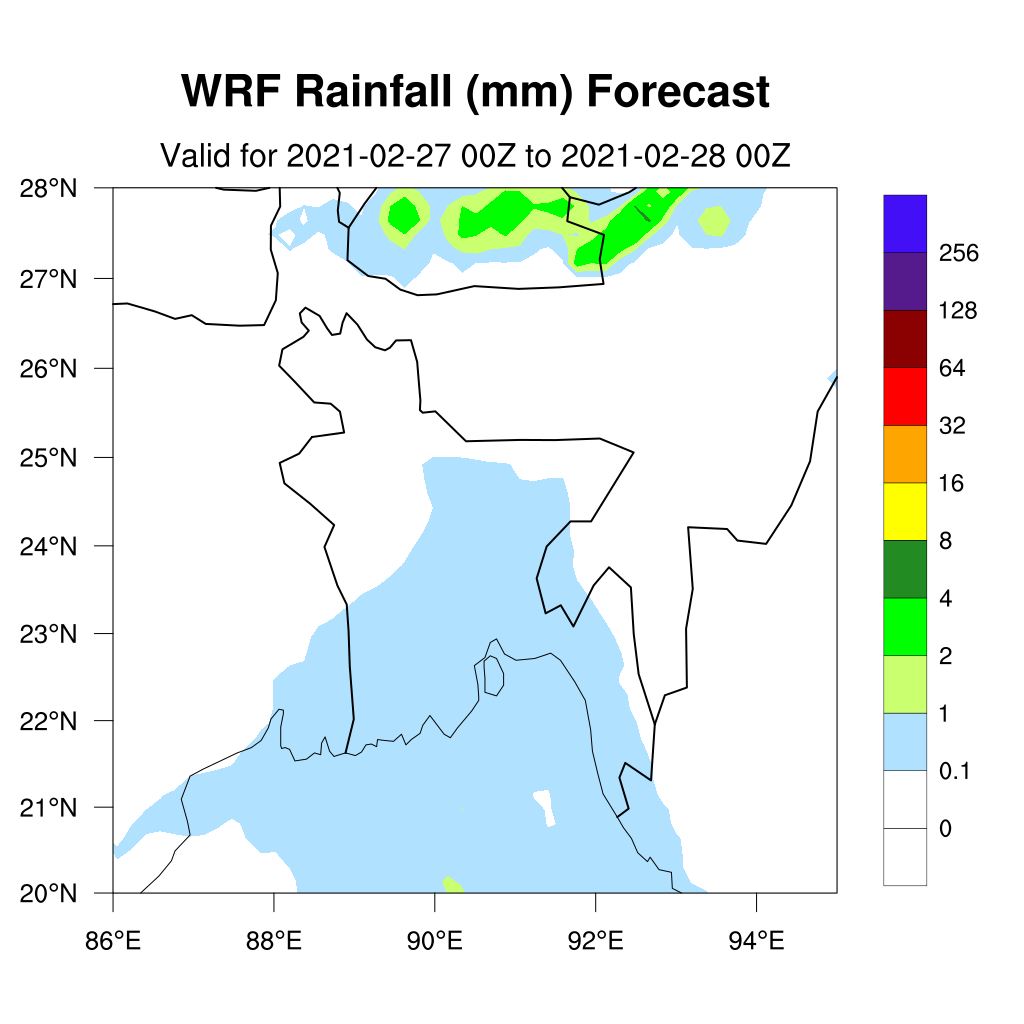 WRF Rainfall (mm) Forecast
Valid for 2021-02-27 00Z to 2021-02-28 00Z
28°N
27°N
26°N
25°N
24°N
23°N
22°N
21°N
20°N
86°E 88°E 90°E 92°E 94°E
256
128
64
32
16
8
4
2
1
0.1
0